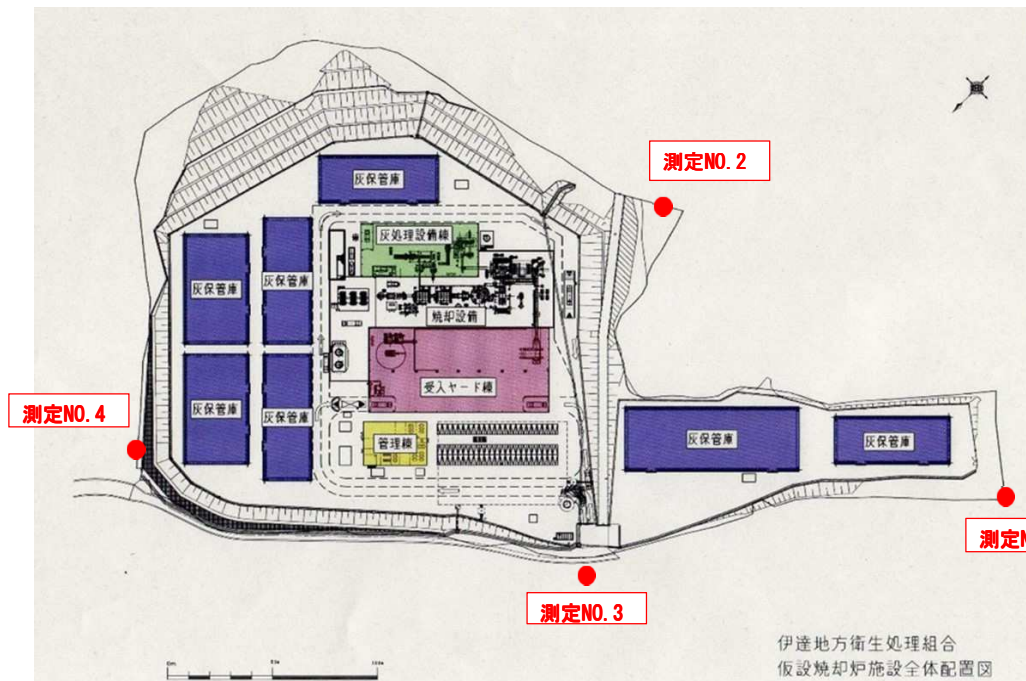 測定NO. 2
灰保管庫
灰処理設備棟
灰保管庫
灰保管庫
焼却設備
受入ヤード棟
灰保管庫
灰保管庫
測定NO. 4
管理棟
灰保管庫
灰保管庫
測定N
測定NO. 3
伊達地方衛生処理組合
仮設焼却炉施設全体配置図